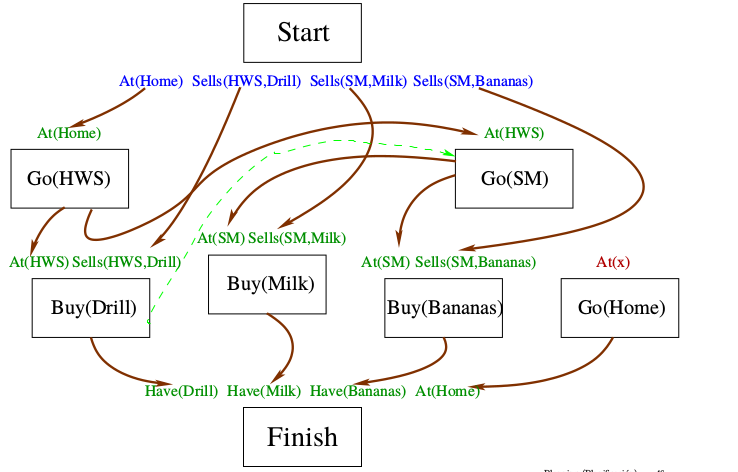 Start
At(Home) Sells(HWS,Drill) Sells(SM,Milk) Sells(SM,Bananas)
At(Home)
At(HWS)
Go(HWS)
Go(SM)
At(SM) Sells(SM,Milk)
At(HWS) Sells(HWS,Drill)
At(SM) Sells(SM,Bananas)
At(x)
Buy(Drill)
Buy(Milk)
Buy(Bananas)
Go(Home)
Have(Drill) Have(Milk) Have(Bananas) At(Home)
Finish